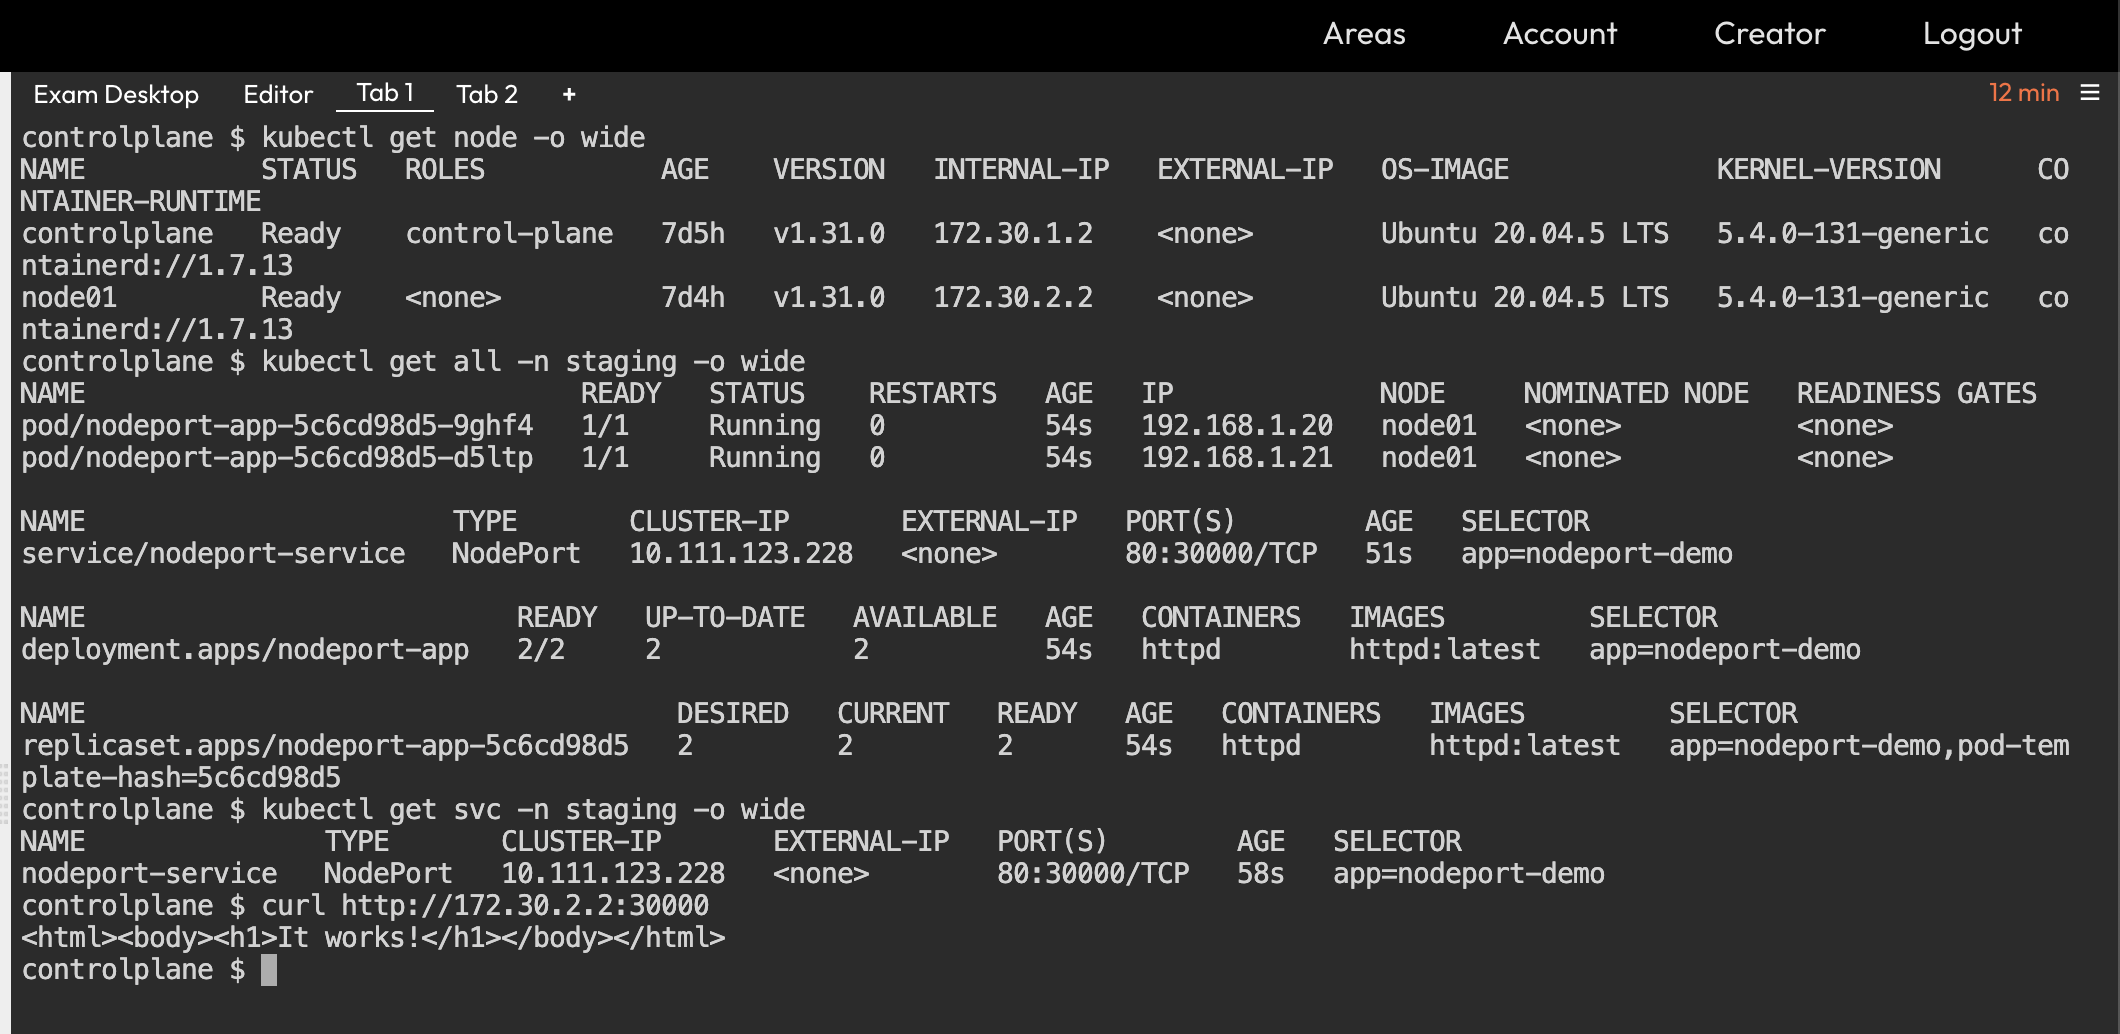 Areas Account Creator Logout
Exam Desktop Editor Tab 1 Tab 2 + 12 min ☰
controlplane $ kubectl get node -o wide
NAME STATUS ROLES AGE VERSION INTERNAL-IP EXTERNAL-IP OS-IMAGE KERNEL-VERSION CO
NTAINER-RUNTIME
controlplane Ready control-plane 7d5h v1.31.0 172.30.1.2 <none> Ubuntu 20.04.5 LTS 5.4.0-131-generic co
ntainerd://1.7.13
node01 Ready <none> 7d4h v1.31.0 172.30.2.2 <none> Ubuntu 20.04.5 LTS 5.4.0-131-generic co
ntainerd://1.7.13
controlplane $ kubectl get all -n staging -o wide
NAME READY STATUS RESTARTS AGE IP NODE NOMINATED NODE READINESS GATES
pod/nodeport-app-5c6cd98d5-9ghf4 1/1 Running 0 54s 192.168.1.20 node01 <none> <none>
pod/nodeport-app-5c6cd98d5-d5ltp 1/1 Running 0 54s 192.168.1.21 node01 <none> <none>
NAME TYPE CLUSTER-IP EXTERNAL-IP PORT(S) AGE SELECTOR
service/nodeport-service NodePort 10.111.123.228 <none> 80:30000/TCP 51s app=nodeport-demo
NAME READY UP-TO-DATE AVAILABLE AGE CONTAINERS IMAGES SELECTOR
deployment.apps/nodeport-app 2/2 2 2 54s httpd httpd:latest app=nodeport-demo
NAME DESIRED CURRENT READY AGE CONTAINERS IMAGES SELECTOR
replicaset.apps/nodeport-app-5c6cd98d5 2 2 2 54s httpd httpd:latest app=nodeport-demo,pod-tem
plate-hash=5c6cd98d5
controlplane $ kubectl get svc -n staging -o wide
NAME TYPE CLUSTER-IP EXTERNAL-IP PORT(S) AGE SELECTOR
nodeport-service NodePort 10.111.123.228 <none> 80:30000/TCP 58s app=nodeport-demo
controlplane $ curl http://172.30.2.2:30000
<html><body><h1>It works!</h1></body></html>
controlplane $